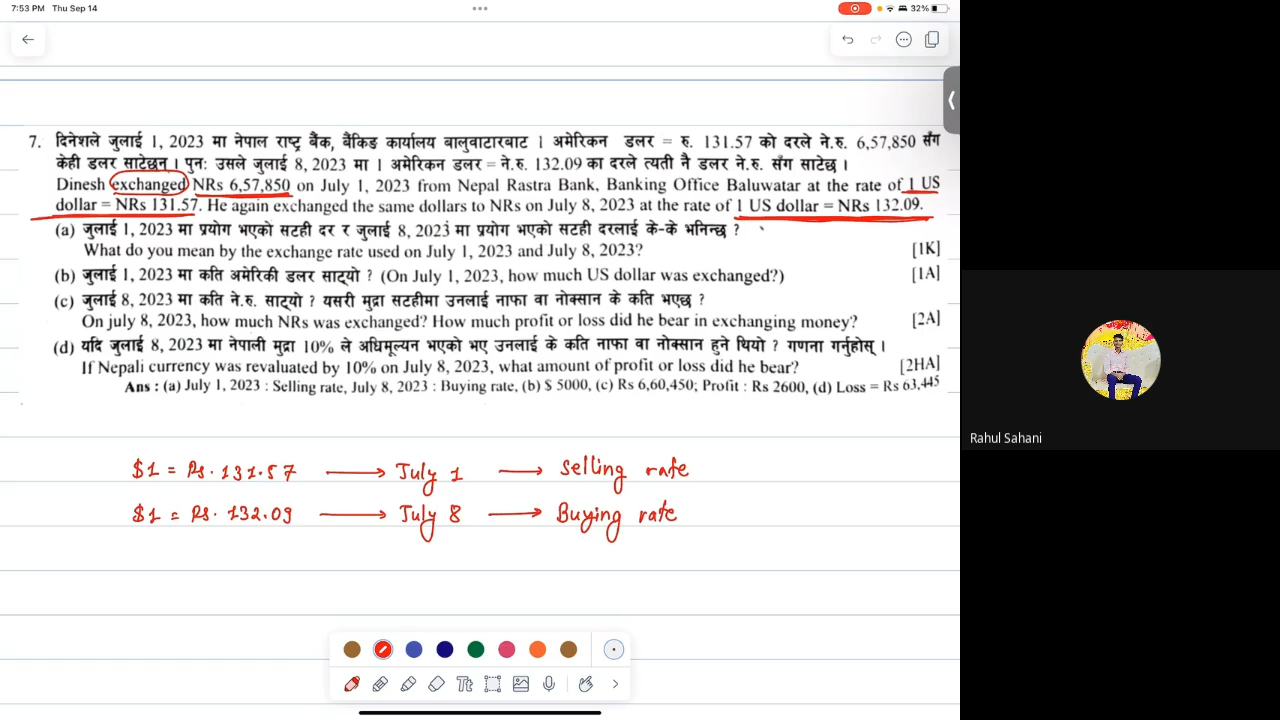 7:53 PM Thu Sep 14
32%
7. दिनेशले जुलाई 1, 2023 मा नेपाल राष्ट्र बैंक, बैंकिङ कार्यालय बालुवाटारबाट 1 अमेरिकन डलर = रु. 131.57 को दरले ने.रु. 6,57,850 सँग
केही डलर साटेछन् । पुनः उसले जुलाई 8, 2023 मा 1 अमेरिकन डलर = ने.रु. 132.09 का दरले त्यती नै डलर ने.रु. सँग साटेछ ।
Dinesh exchanged NRs 6,57,850 on July 1, 2023 from Nepal Rastra Bank, Banking Office Baluwatar at the rate of 1 US
dollar = NRs 131.57. He again exchanged the same dollars to NRs on July 8, 2023 at the rate of 1 US dollar = NRs 132.09.
(a) जुलाई 1, 2023 मा प्रयोग भएको सटही दर र जुलाई 8, 2023 मा प्रयोग भएको सटही दरलाई के-के भनिन्छ ?
What do you mean by the exchange rate used on July 1, 2023 and July 8, 2023? [1K]
(b) जुलाई 1, 2023 मा कति अमेरिकी डलर साट्यो ? (On July 1, 2023, how much US dollar was exchanged?) [1A]
(c) जुलाई 8, 2023 मा कति ने.रु. साट्यो ? यसरी मुद्रा सटहीमा उनलाई नाफा वा नोक्सान के कति भएछ ?
On july 8, 2023, how much NRs was exchanged? How much profit or loss did he bear in exchanging money? [2A]
(d) यदि जुलाई 8, 2023 मा नेपाली मुद्रा 10% ले अधिमूल्यन भएको भए उनलाई के कति नाफा वा नोक्सान हुने थियो ? गणना गर्नुहोस् ।
If Nepali currency was revaluated by 10% on July 8, 2023, what amount of profit or loss did he bear? [2HA]
Ans : (a) July 1, 2023 : Selling rate, July 8, 2023 : Buying rate, (b) $ 5000, (c) Rs 6,60,450; Profit : Rs 2600, (d) Loss = Rs 63,445
$1 = Rs. 131.57 → July 1 → Selling rate
$1 = Rs. 132.09 → July 8 → Buying rate
Tt
Rahul Sahani